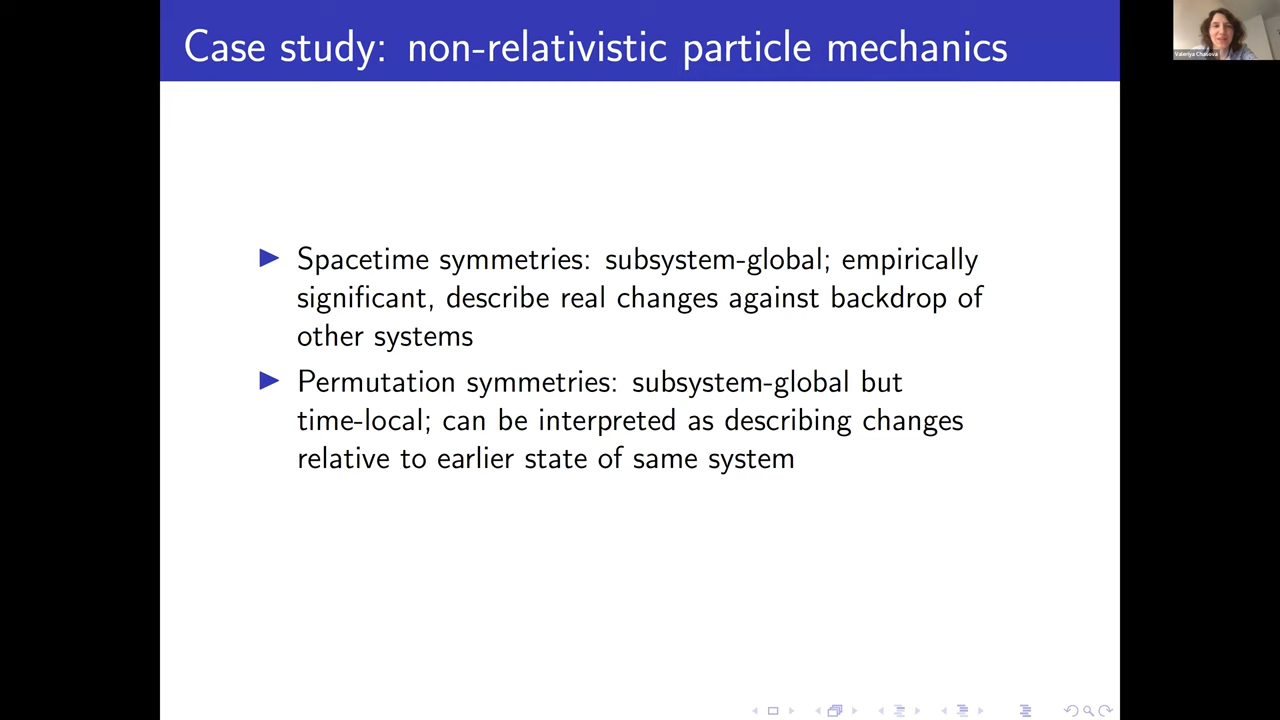 Case study: non-relativistic particle mechanics
Valeriya Chasova
Spacetime symmetries: subsystem-global; empirically
significant, describe real changes against backdrop of
other systems
Permutation symmetries: subsystem-global but
time-local; can be interpreted as describing changes
relative to earlier state of same system